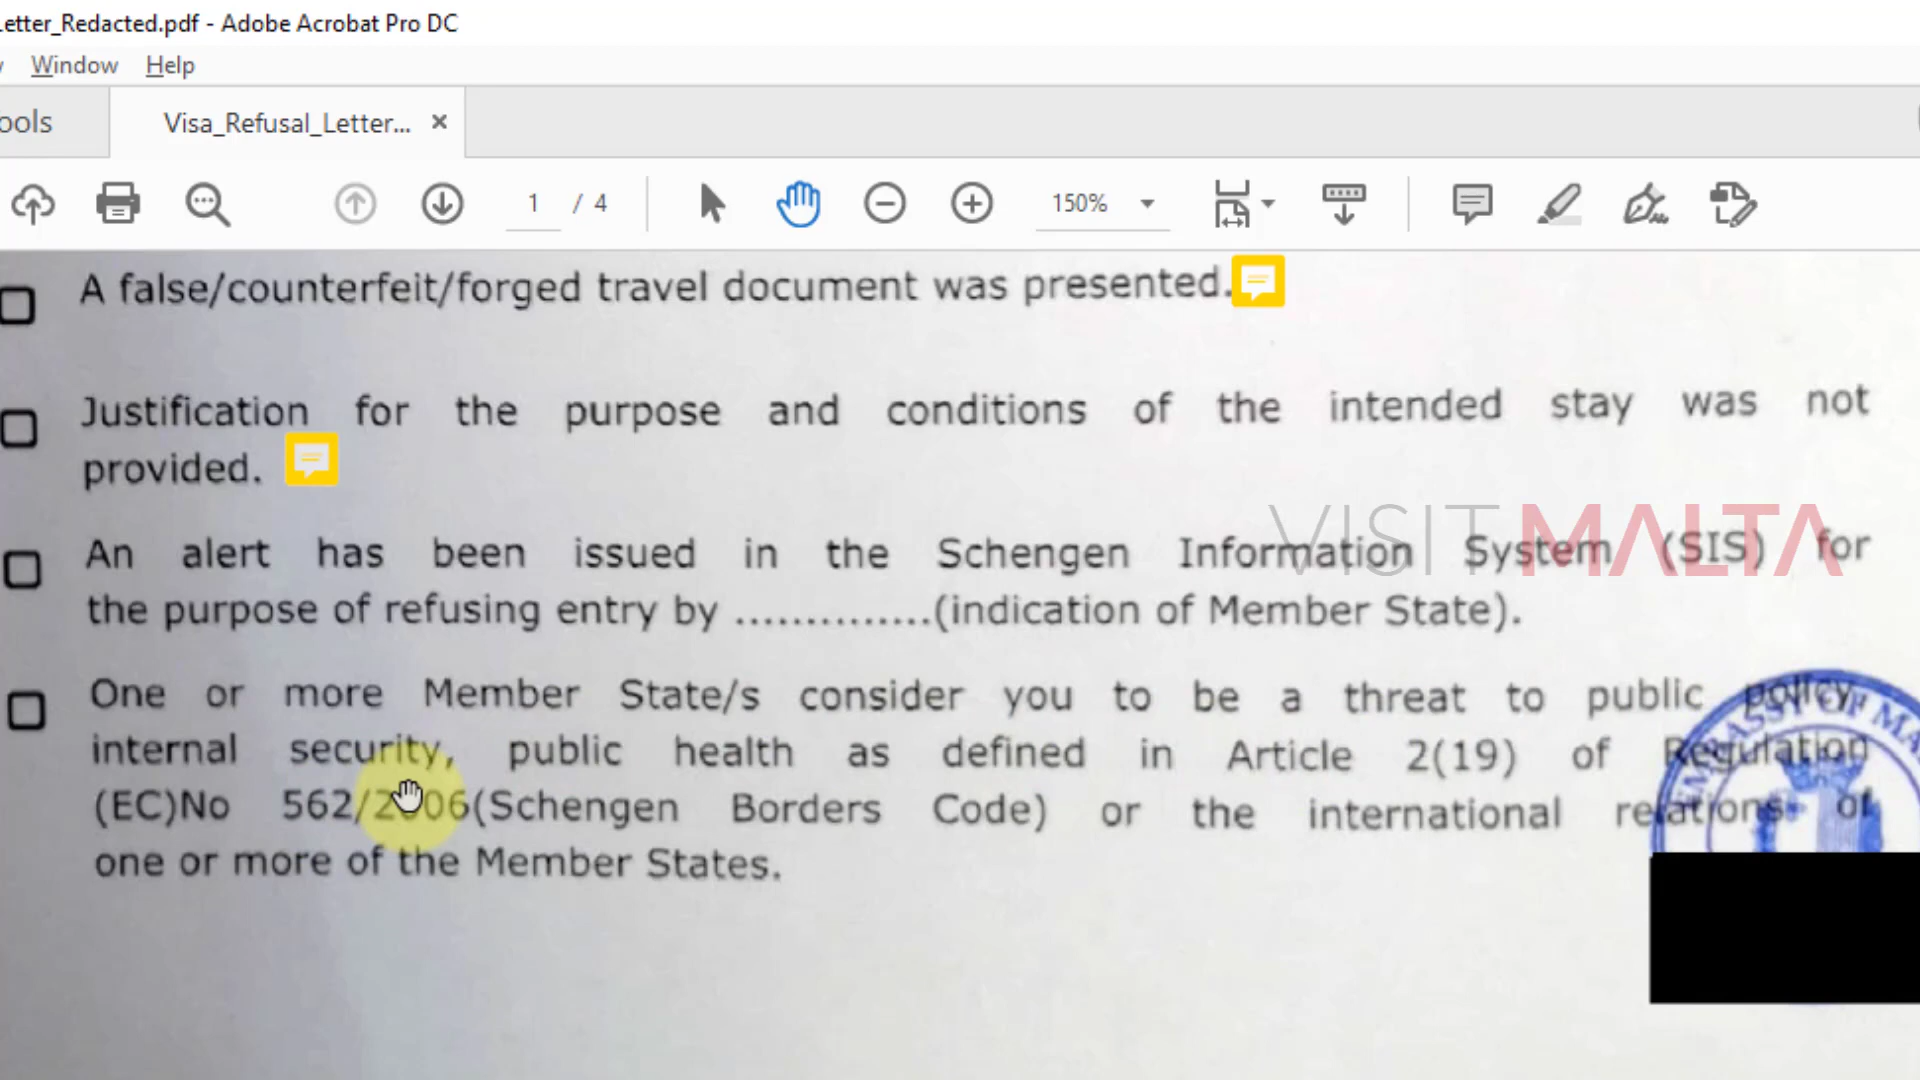 etter_Redacted.pdf - Adobe Acrobat Pro DC
Window Help
ools
Visa_Refusal_Letter... ×
1 / 4
150%
A false/counterfeit/forged travel document was presented.
Justification for the purpose and conditions of the intended stay was not
provided.
VISIT MALTA
An alert has been issued in the Schengen Information System (SIS) for
the purpose of refusing entry by ..............(indication of Member State).
One or more Member State/s consider you to be a threat to public policy,
internal security, public health as defined in Article 2(19) of Regulation
(EC)No 562/2006(Schengen Borders Code) or the international relations of
one or more of the Member States.
EMBASSY OF MA